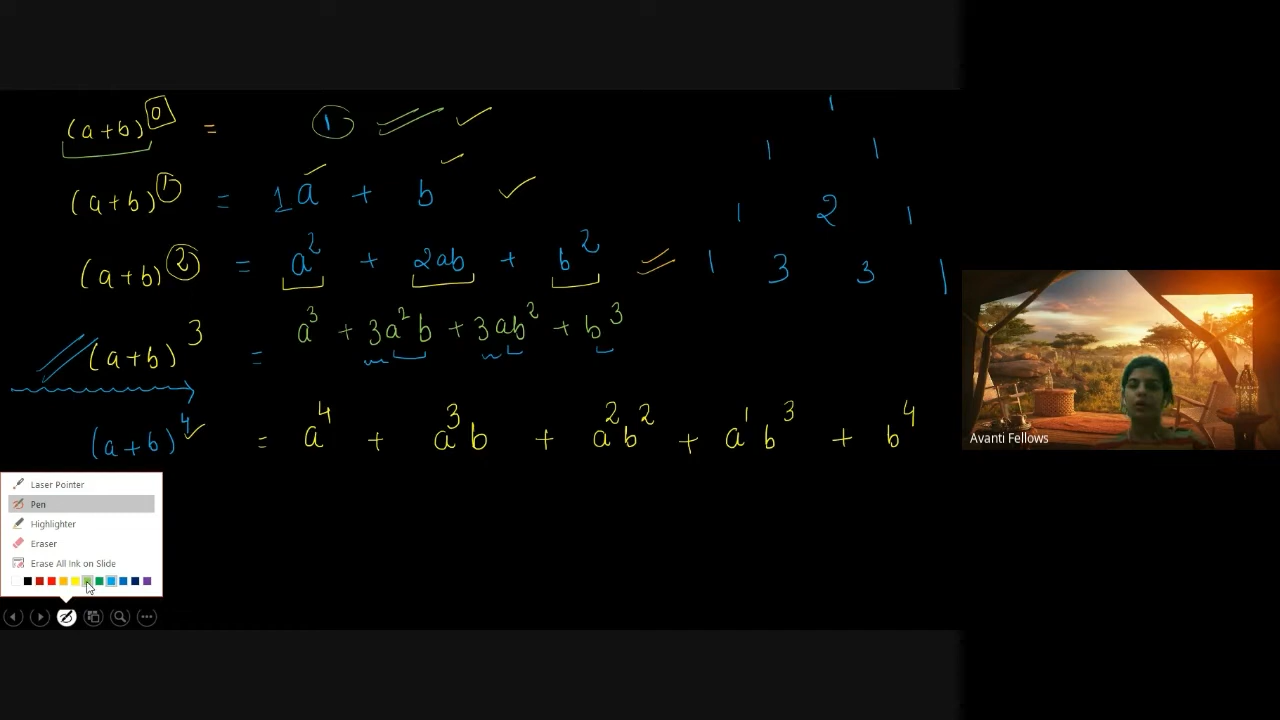 (a+b)^0 = 1
(a+b)^1 = 1a + b
(a+b)^2 = a^2 + 2ab + b^2
(a+b)^3 = a^3 + 3a^2b + 3ab^2 + b^3
(a+b)^4 = a^4 + a^3b + a^2b^2 + a^1b^3 + b^4
1
1 1
1 2 1
1 3 3 1
Avanti Fellows
Laser Pointer
Pen
Highlighter
Eraser
Erase All Ink on Slide